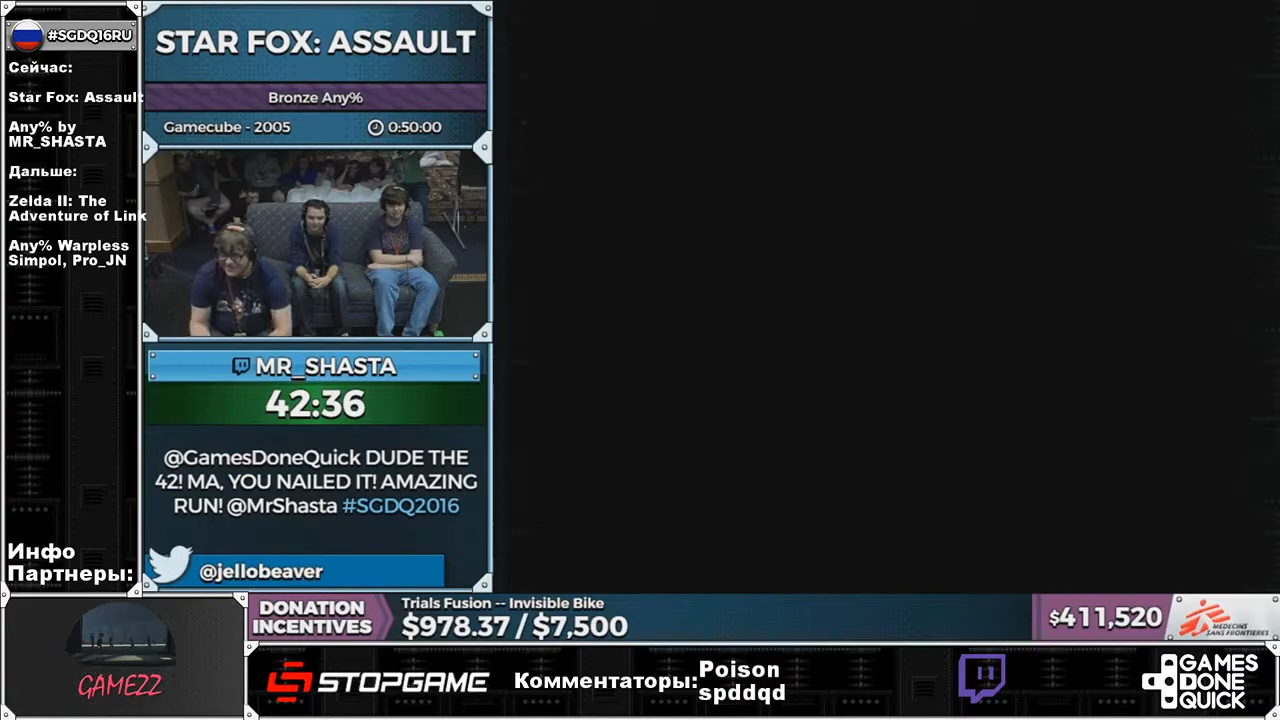 #SGDQ16RU
Сейчас:
Star Fox: Assault
Any% by
MR_SHASTA
Дальше:
Zelda II: The
Adventure of Link
Any% Warpless
Simpol, Pro_JN
Инфо
Партнеры:
STAR FOX: ASSAULT
Bronze Any%
Gamecube - 2005
0:50:00
MR_SHASTA
42:36
@GamesDoneQuick DUDE THE
42! MA, YOU NAILED IT! AMAZING
RUN! @MrShasta #SGDQ2016
@jellobeaver
DONATION
INCENTIVES
Trials Fusion -- Invisible Bike
$978.37 / $7,500
$411,520
MEDECINS
SANS FRONTIERES
GAMEZZ
STOPGAME
Комментаторы:
Poison
spddqd
GAMES
DONE
QUICK